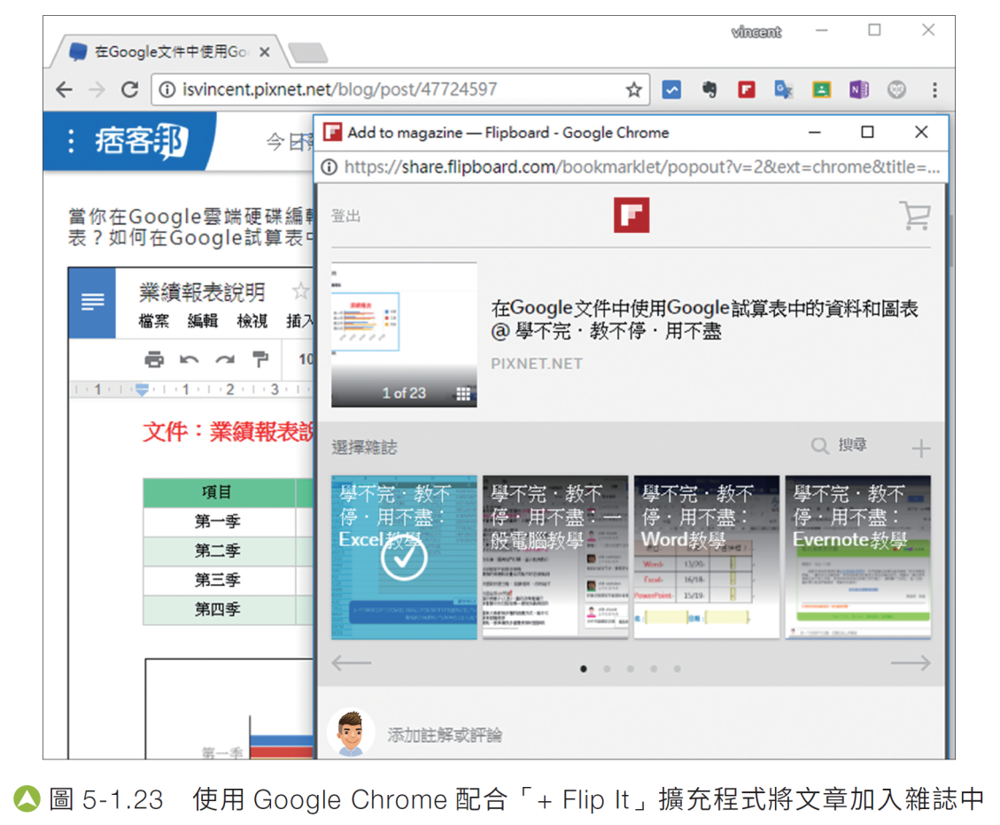 vincent
在Google文件中使用Go
isvincent.pixnet.net/blog/post/47724597
痞客邦
今日
Add to magazine — Flipboard - Google Chrome
https://share.flipboard.com/bookmarklet/popout?v=2&ext=chrome&title=...
當你在Google雲端硬碟編輯
表？如何在Google試算表中
登出
業績報表說明
檔案 編輯 檢視 插入
10
1 1 2 3
文件：業績報表說
項目
第一季
第二季
第三季
第四季
第一季
在Google文件中使用Google試算表中的資料和圖表
@ 學不完．教不停．用不盡
PIXNET.NET
1 of 23
選擇雜誌
搜尋
學不完．教不
停．用不盡：
Excel教學
學不完．教不
停．用不盡：一
般電腦教學
學不完．教不
停．用不盡：
Word教學
學不完．教不
停．用不盡：
Evernote教學
Word
Excel
PowerPoint
添加註解或評論
圖 5-1.23 使用 Google Chrome 配合「+ Flip It」擴充程式將文章加入雜誌中